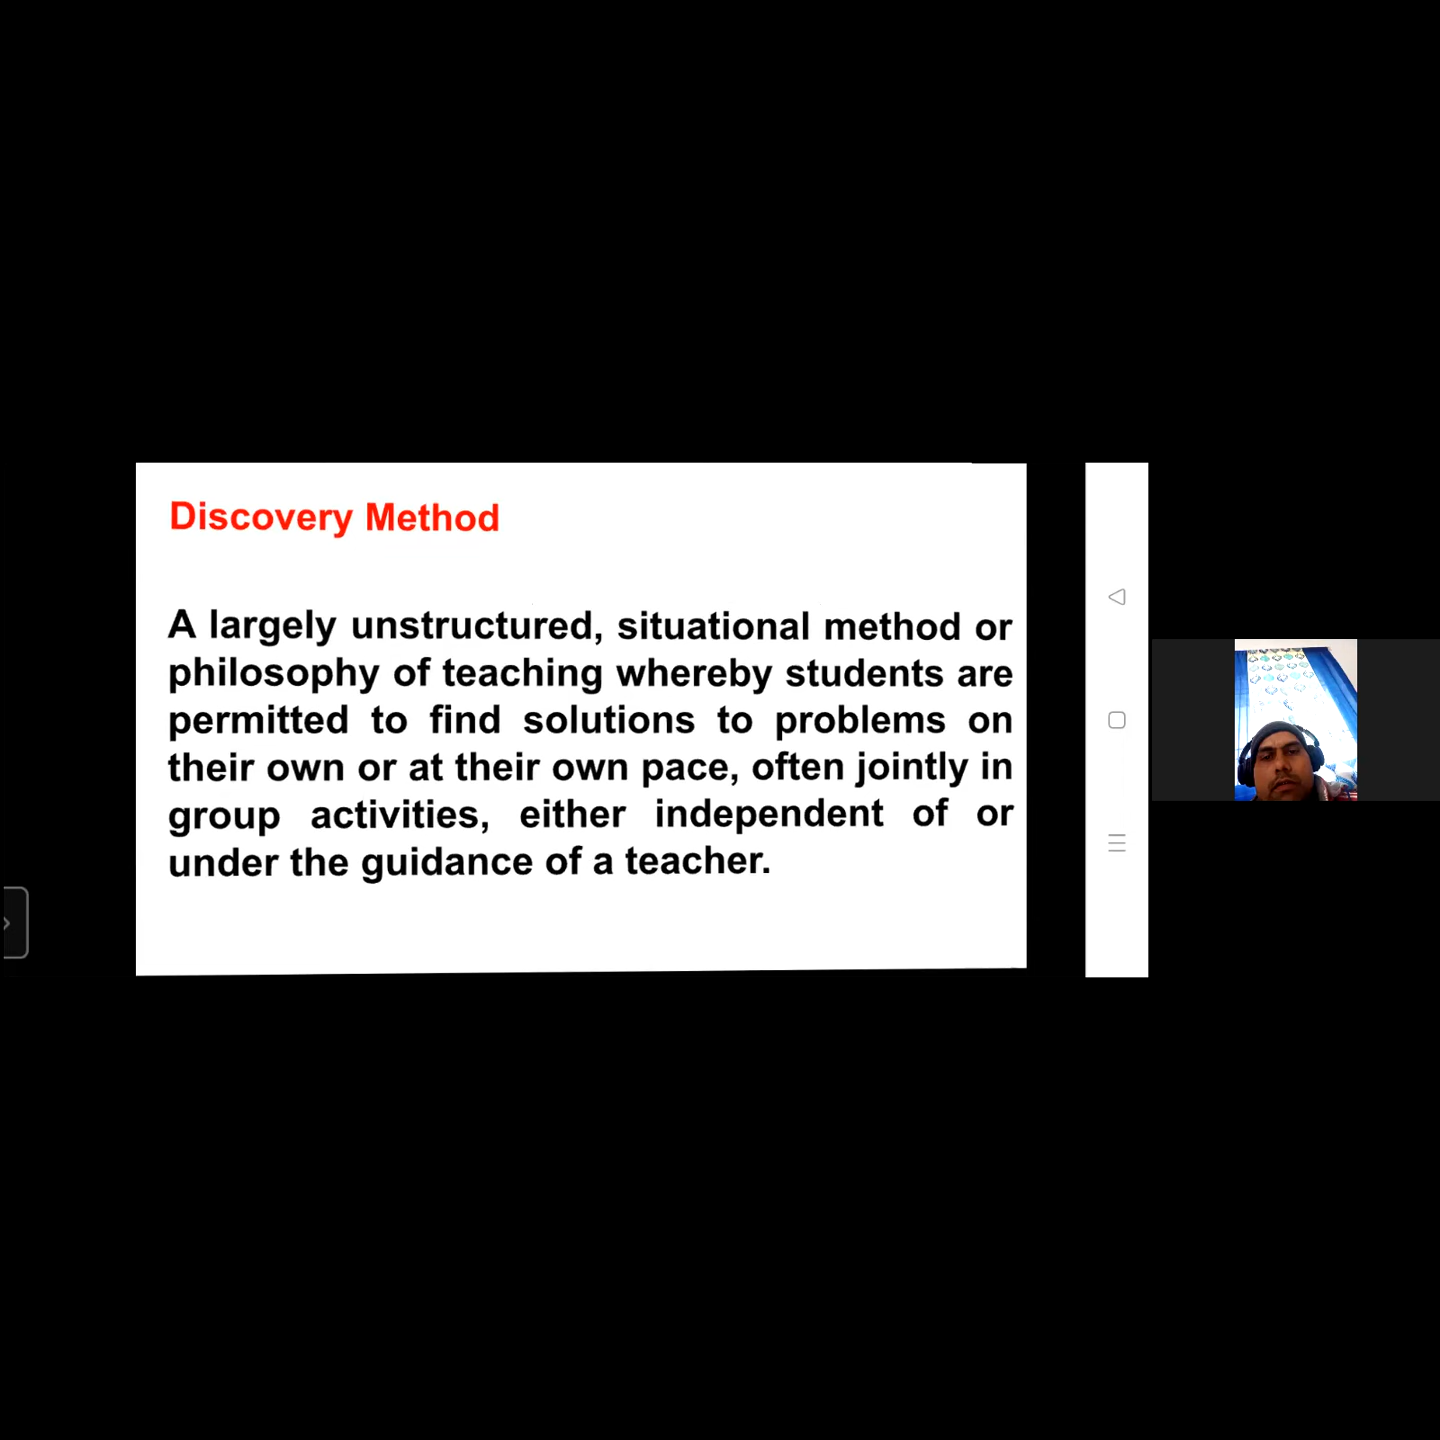 Discovery Method
A largely unstructured, situational method or
philosophy of teaching whereby students are
permitted to find solutions to problems on
their own or at their own pace, often jointly in
group activities, either independent of or
under the guidance of a teacher.